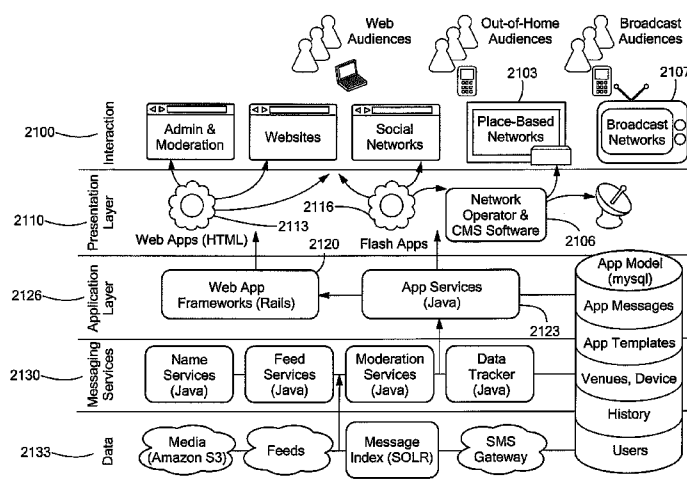 Web
Audiences
Out-of-Home
Audiences
Broadcast
Audiences
2103
2107
2100
Interaction
Admin &
Moderation
Websites
Social
Networks
Place-Based
Networks
Broadcast
Networks
2110
Presentation
Layer
2113
Web Apps (HTML)
2116
Flash Apps
Network
Operator &
CMS Software
2106
2120
2126
Application
Layer
Web App
Frameworks (Rails)
App Services
(Java)
2123
App Model
(mysql)
App Messages
App Templates
Venues, Device
History
Users
2130
Messaging
Services
Name
Services
(Java)
Feed
Services
(Java)
Moderation
Services
(Java)
Data
Tracker
(Java)
2133
Data
Media
(Amazon S3)
Feeds
Message
Index (SOLR)
SMS
Gateway